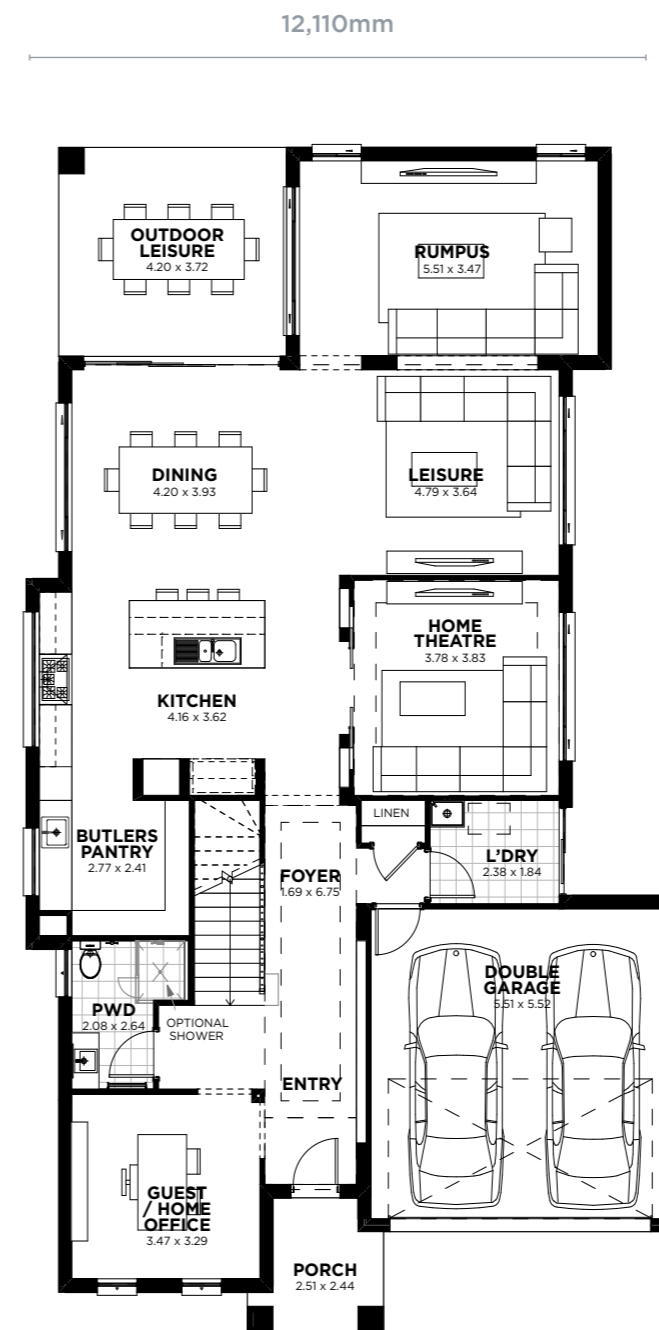 12,110mm
OUTDOOR
LEISURE
4.20 x 3.72
RUMPUS
5.51 x 3.47
DINING
4.20 x 3.93
LEISURE
4.79 x 3.64
HOME
THEATRE
3.78 x 3.83
KITCHEN
4.16 x 3.62
LINEN
BUTLERS
PANTRY
2.77 x 2.41
L'DRY
2.38 x 1.84
FOYER
1.69 x 6.75
DOUBLE
GARAGE
5.51 x 5.52
PWD
2.08 x 2.64
OPTIONAL
SHOWER
ENTRY
GUEST
/ HOME
OFFICE
3.47 x 3.29
PORCH
2.51 x 2.44